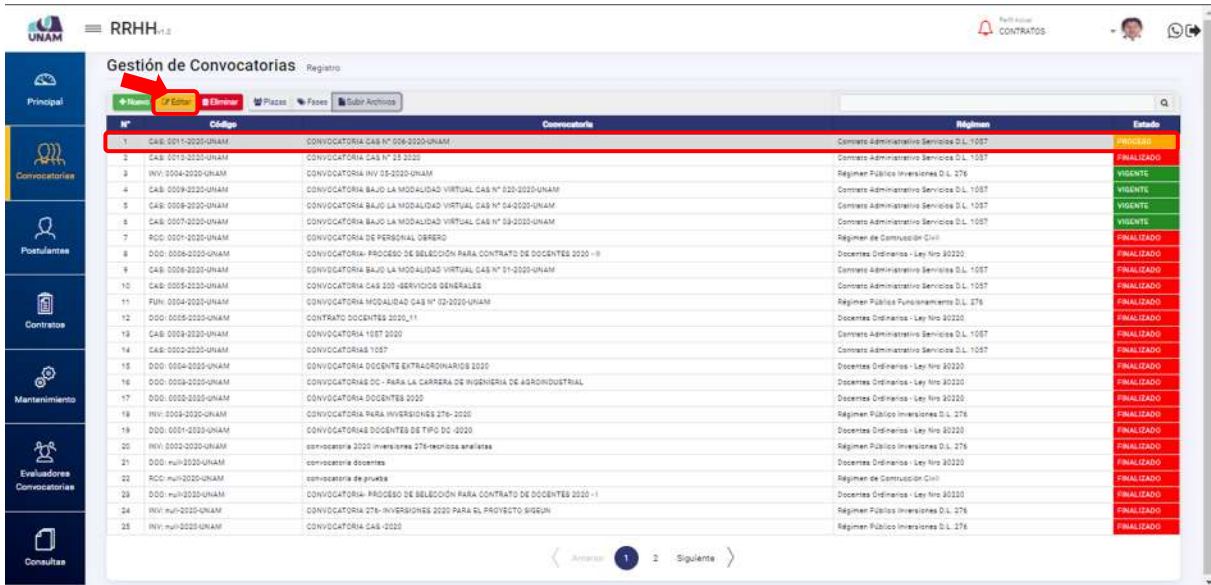 UNAM
RRHH v1.0
Perfil Actual
CONTRATOS
Gestión de Convocatorias Registro
Principal
Convocatorias
Postulantes
Contratos
Mantenimiento
Evaluadores
Convocatorias
Consultas
Nuevo Editar Eliminar Plazas Fases Subir Archivos
N° Código Convocatoria Régimen Estado
1 CAS: 0011-2020-UNAM CONVOCATORIA CAS N° 006-2020-UNAM Contrato Administrativo Servicios D.L. 1057 PROCESO
2 CAS: 0010-2020-UNAM CONVOCATORIA CAS N° 25 2020 Contrato Administrativo Servicios D.L. 1057 FINALIZADO
3 INV: 0004-2020-UNAM CONVOCATORIA INV 05-2020-UNAM Régimen Público Inversiones D.L. 276 VIGENTE
4 CAS: 0009-2020-UNAM CONVOCATORIA BAJO LA MODALIDAD VIRTUAL CAS N° 020-2020-UNAM Contrato Administrativo Servicios D.L. 1057 VIGENTE
5 CAS: 0008-2020-UNAM CONVOCATORIA BAJO LA MODALIDAD VIRTUAL CAS N° 04-2020-UNAM Contrato Administrativo Servicios D.L. 1057 VIGENTE
6 CAS: 0007-2020-UNAM CONVOCATORIA BAJO LA MODALIDAD VIRTUAL CAS N° 03-2020-UNAM Contrato Administrativo Servicios D.L. 1057 VIGENTE
7 RCC: 0001-2020-UNAM CONVOCATORIA DE PERSONAL OBRERO Régimen de Contrucción Civil FINALIZADO
8 DOO: 0006-2020-UNAM CONVOCATORIA- PROCESO DE SELECCIÓN PARA CONTRATO DE DOCENTES 2020 - II Docentes Ordinarios - Ley Nro 30220 FINALIZADO
9 CAS: 0006-2020-UNAM CONVOCATORIA BAJO LA MODALIDAD VIRTUAL CAS N° 01-2020-UNAM Contrato Administrativo Servicios D.L. 1057 FINALIZADO
10 CAS: 0005-2020-UNAM CONVOCATORIA CAS 200 -SERVICIOS GENERALES Contrato Administrativo Servicios D.L. 1057 FINALIZADO
11 FUN: 0004-2020-UNAM CONVOCATORIA MODALIDAD CAS N° 02-2020-UNAM Régimen Público Funcionamiento D.L. 276 FINALIZADO
12 DOO: 0005-2020-UNAM CONTRATO DOCENTES 2020_11 Docentes Ordinarios - Ley Nro 30220 FINALIZADO
13 CAS: 0003-2020-UNAM CONVOCATORIA 1057 2020 Contrato Administrativo Servicios D.L. 1057 FINALIZADO
14 CAS: 0002-2020-UNAM CONVOCATORIAS 1057 Contrato Administrativo Servicios D.L. 1057 FINALIZADO
15 DOO: 0004-2020-UNAM CONVOCATORIA DOCENTE EXTRAORDINARIOS 2020 Docentes Ordinarios - Ley Nro 30220 FINALIZADO
16 DOO: 0003-2020-UNAM CONVOCATORIAS DC - PARA LA CARRERA DE INGENIERIA DE AGROINDUSTRIAL Docentes Ordinarios - Ley Nro 30220 FINALIZADO
17 DOO: 0002-2020-UNAM CONVOCATORIA DOCENTES 2020 Docentes Ordinarios - Ley Nro 30220 FINALIZADO
18 INV: 0003-2020-UNAM CONVOCATORIA PARA INVERSIONES 276- 2020 Régimen Público Inversiones D.L. 276 FINALIZADO
19 DOO: 0001-2020-UNAM CONVOCATORIAS DOCENTES DE TIPO DC -2020 Docentes Ordinarios - Ley Nro 30220 FINALIZADO
20 INV: 0002-2020-UNAM convocatoria 2020 inversiones 276-tecnicos analistas Régimen Público Inversiones D.L. 276 FINALIZADO
21 DOO: null-2020-UNAM convocatoria docentes Docentes Ordinarios - Ley Nro 30220 FINALIZADO
22 RCC: null-2020-UNAM convocatoria de prueba Régimen de Contrucción Civil FINALIZADO
23 DOO: null-2020-UNAM CONVOCATORIA- PROCESO DE SELECCIÓN PARA CONTRATO DE DOCENTES 2020 - I Docentes Ordinarios - Ley Nro 30220 FINALIZADO
24 INV: null-2020-UNAM CONVOCATORIA 276- INVERSIONES 2020 PARA EL PROYECTO SIGEUN Régimen Público Inversiones D.L. 276 FINALIZADO
25 INV: null-2020-UNAM CONVOCATORIA CAS -2020 Régimen Público Inversiones D.L. 276 FINALIZADO
Anterior 1 2 Siguiente